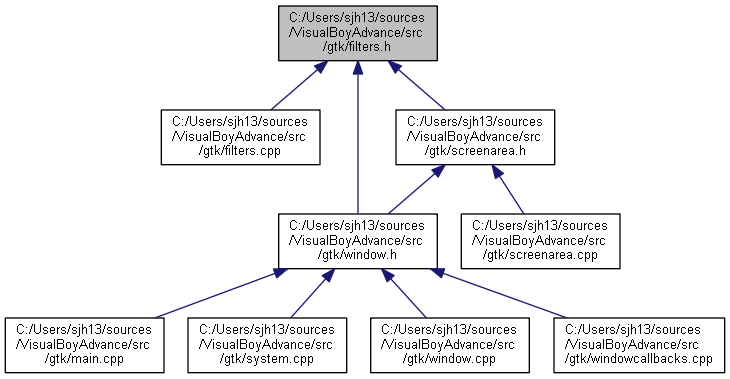 C:/Users/sjh13/sources
/VisualBoyAdvance/src
/gtk/filters.h
C:/Users/sjh13/sources
/VisualBoyAdvance/src
/gtk/filters.cpp
C:/Users/sjh13/sources
/VisualBoyAdvance/src
/gtk/screenarea.h
C:/Users/sjh13/sources
/VisualBoyAdvance/src
/gtk/window.h
C:/Users/sjh13/sources
/VisualBoyAdvance/src
/gtk/screenarea.cpp
C:/Users/sjh13/sources
/VisualBoyAdvance/src
/gtk/main.cpp
C:/Users/sjh13/sources
/VisualBoyAdvance/src
/gtk/system.cpp
C:/Users/sjh13/sources
/VisualBoyAdvance/src
/gtk/window.cpp
C:/Users/sjh13/sources
/VisualBoyAdvance/src
/gtk/windowcallbacks.cpp